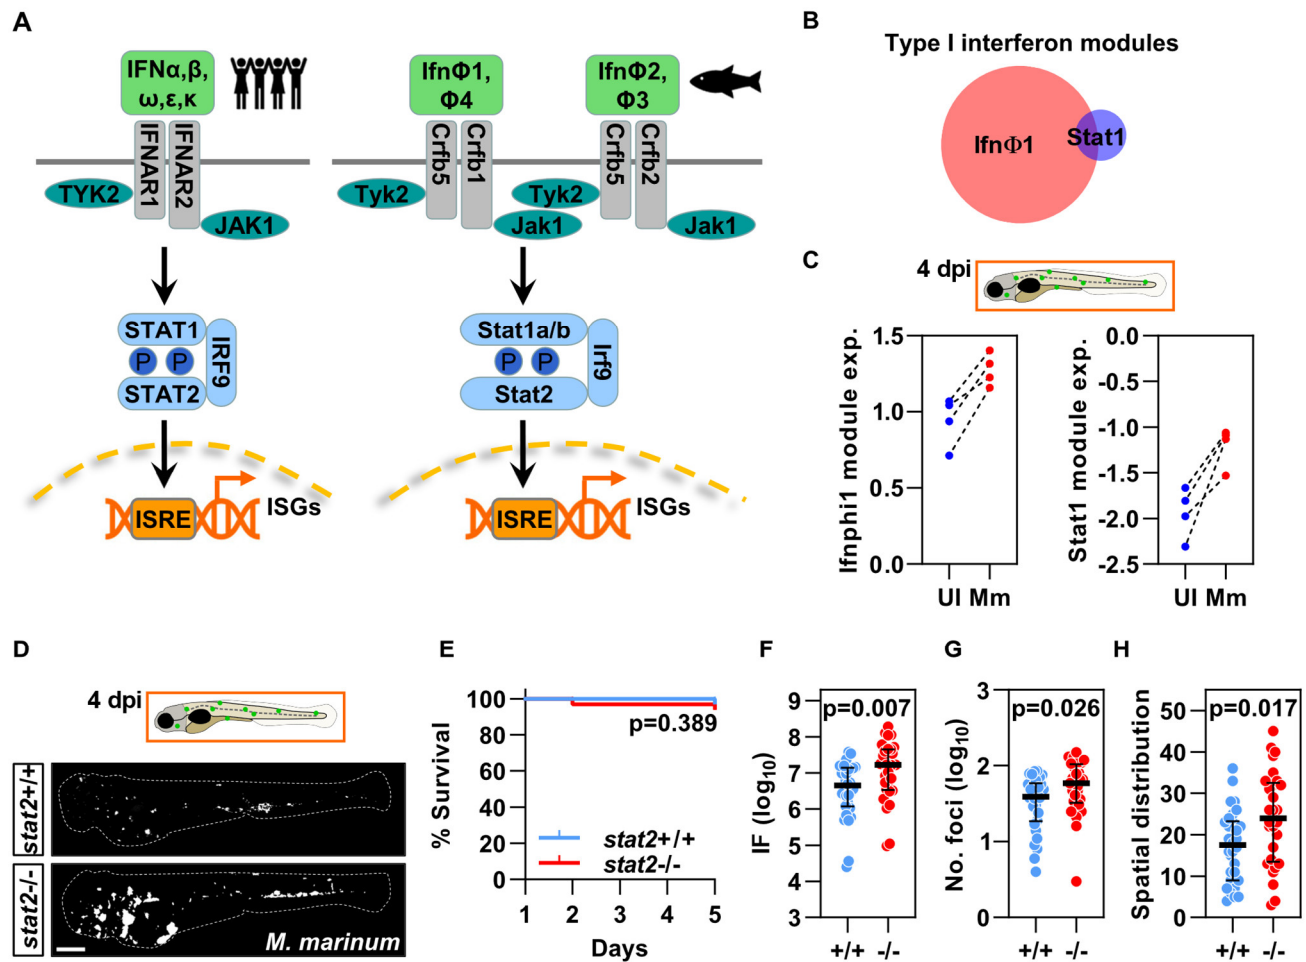 A
IFNα,β,
ω,ε,κ
IFNAR1
IFNAR2
TYK2
JAK1
STAT1
P P
STAT2
IRF9
ISRE
ISGs
IfnΦ1,
Φ4
IfnΦ2,
Φ3
Crfb5
Crfb1
Crfb5
Crfb2
Tyk2
Jak1
Tyk2
Jak1
Stat1a/b
P P
Stat2
Irf9
ISRE
ISGs
B
Type I interferon modules
IfnΦ1
Stat1
C
4 dpi
Ifnphi1 module exp.
1.5
1.0
0.5
0.0
UI Mm
Stat1 module exp.
0.0
-0.5
-1.0
-1.5
-2.0
-2.5
UI Mm
D
4 dpi
stat2+/+
stat2-/-
M. marinum
E
% Survival
100
80
60
40
20
0
p=0.389
stat2+/+
stat2-/-
1 2 3 4 5
Days
F
IF (log10)
9
8
7
6
5
4
3
p=0.007
+/+ -/-
G
No. foci (log10)
3
2
1
0
p=0.026
+/+ -/-
H
Spatial distribution
50
40
30
20
10
0
p=0.017
+/+ -/-